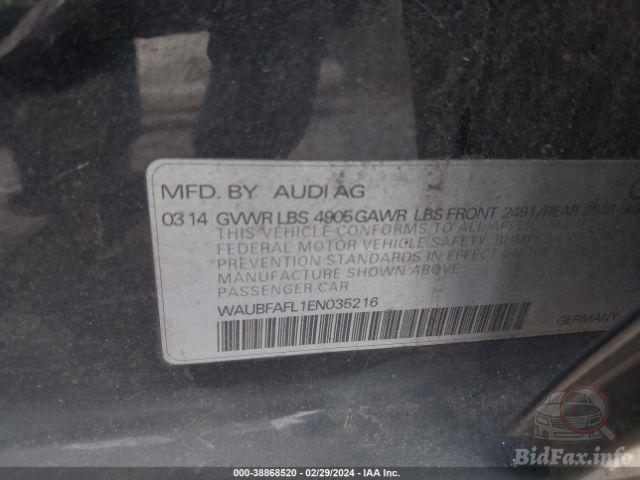 MFD. BY AUDI AG
03 14 GVWR LBS 4905 GAWR LBS FRONT 2491/REAR
THIS VEHICLE CONFORMS TO ALL
FEDERAL MOTOR VEHICLE SAFETY, BUMPER
PREVENTION STANDARDS IN EFFECT ON
MANUFACTURE SHOWN ABOVE.
PASSENGER CAR
WAUBFAFL1EN035216
GERMANY
BidFax.info
000-38868520 - 02/29/2024 - IAA Inc.